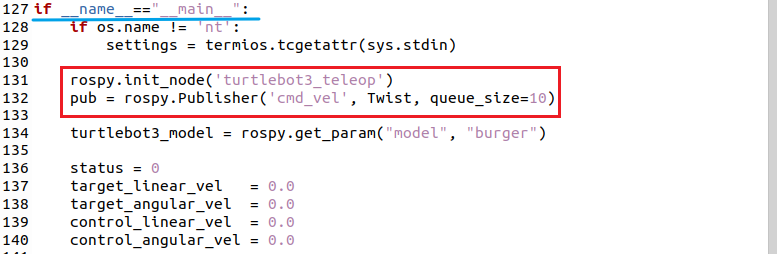 127 if __name__=="__main__":
128     if os.name != 'nt':
129         settings = termios.tcgetattr(sys.stdin)
130
131     rospy.init_node('turtlebot3_teleop')
132     pub = rospy.Publisher('cmd_vel', Twist, queue_size=10)
133
134     turtlebot3_model = rospy.get_param("model", "burger")
135
136     status = 0
137     target_linear_vel   = 0.0
138     target_angular_vel  = 0.0
139     control_linear_vel  = 0.0
140     control_angular_vel = 0.0